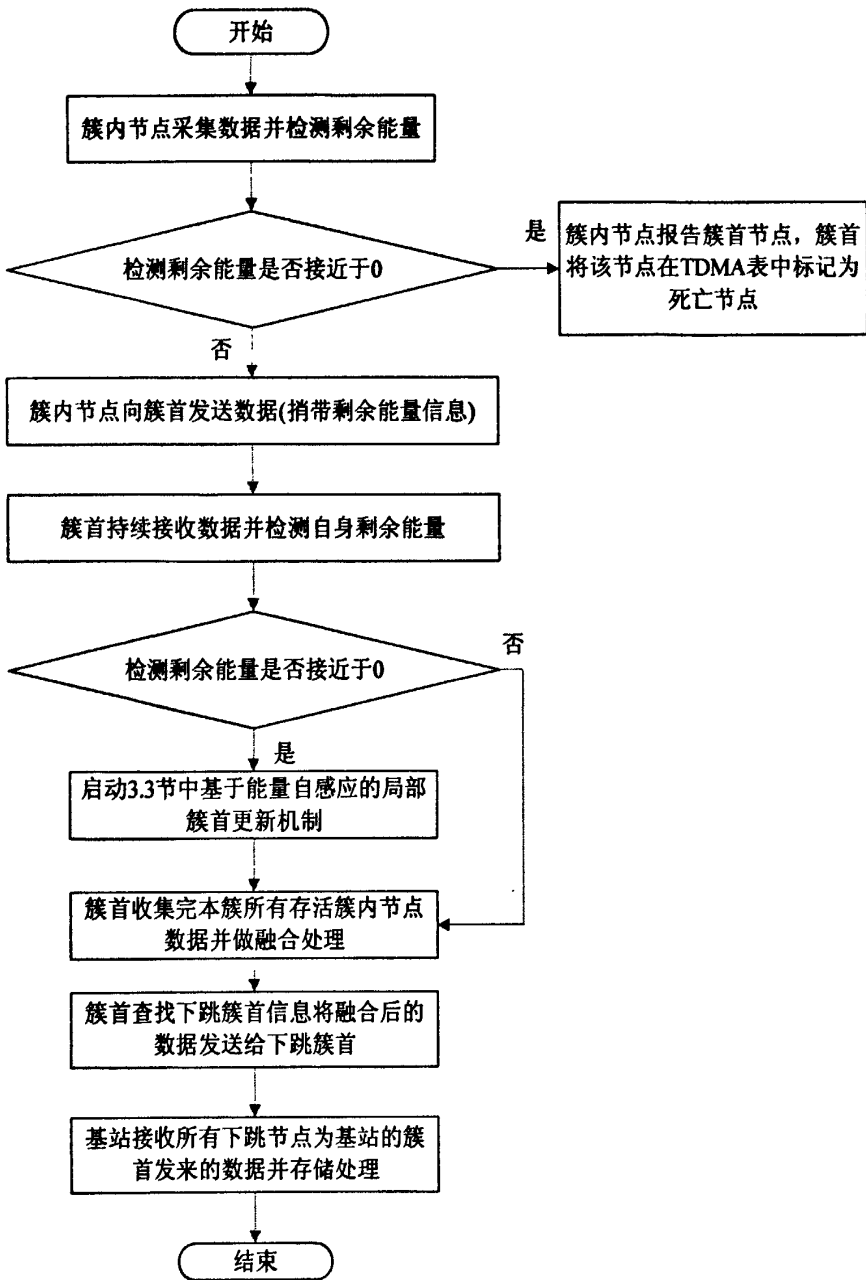 开始
簇内节点采集数据并检测剩余能量
检测剩余能量是否接近于0
是
簇内节点报告簇首节点，簇首
将该节点在TDMA表中标记为
死亡节点
否
簇内节点向簇首发送数据(捎带剩余能量信息)
簇首持续接收数据并检测自身剩余能量
检测剩余能量是否接近于0
否
是
启动3.3节中基于能量自感应的局部
簇首更新机制
簇首收集完本簇所有存活簇内节点
数据并做融合处理
簇首查找下跳簇首信息将融合后的
数据发送给下跳簇首
基站接收所有下跳节点为基站的簇
首发来的数据并存储处理
结束